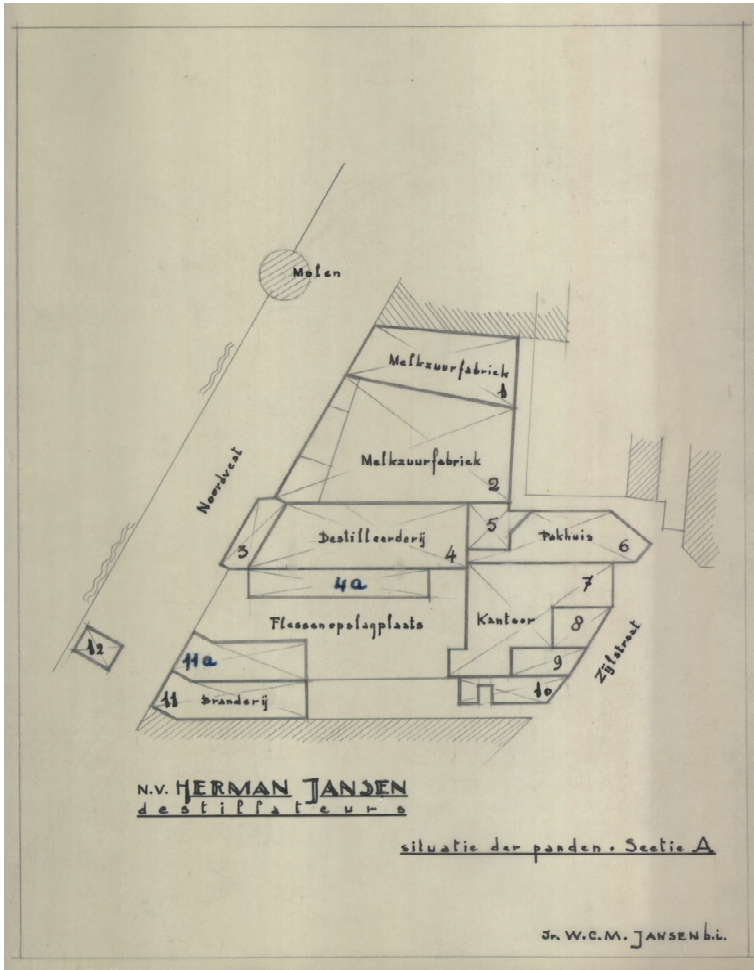 Molen
Melkzuurfabriek
1
Noordvest
Melkzuurfabriek
2
3
Destilleerderij
4
5
Pakhuis
6
4a
7
Flessenopslagplaats
Kantoor
8
Zijlstraat
12
11a
9
11
Branderij
10
N.V. HERMAN JANSEN
destillateurs
situatie der panden. Sectie A
Ir. W.C.M. JANSEN b.i.